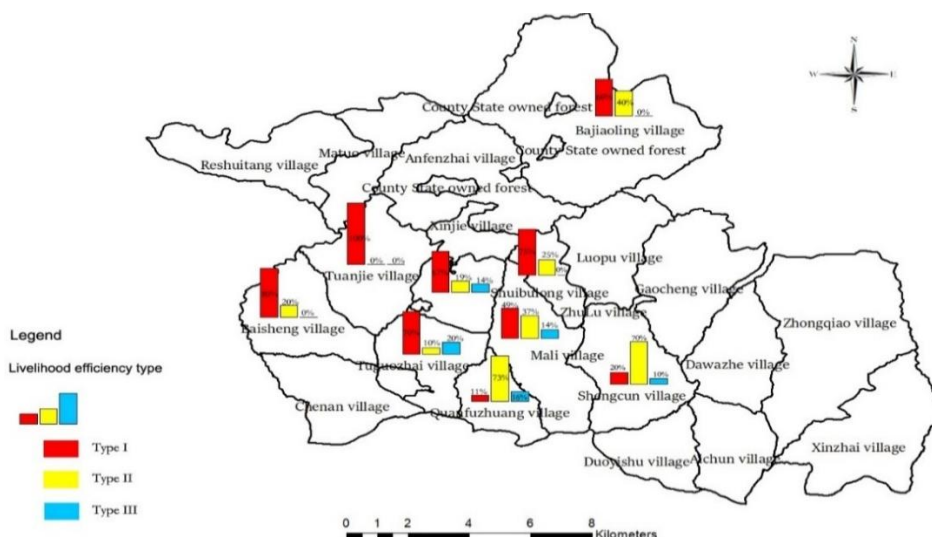 N
W E
S
County State owned forest
40%
0%
Bajiaoling village
County State owned forest
Matuo village
Anfenzhai village
Reshuitang village
County State owned forest
Xinjie village
100%
0% 0%
Tuanjie village
25%
0%
Luopu village
19% 14%
Shuibulong village
Gaocheng village
20%
0%
village
49% 37% 14%
ZhuLu village
Zhongqiao village
Legend
Livelihood efficiency type
10% 20%
village
Mali village
20% 70% 10%
Shengcun village
Dawazhe village
11% 73% 16%
Quanfuzhuang village
Chenan village
Type I
Type II
Type III
Duoyishu village
Aichun village
Xinzhai village
0 1 2 4 6 8
Kilometers